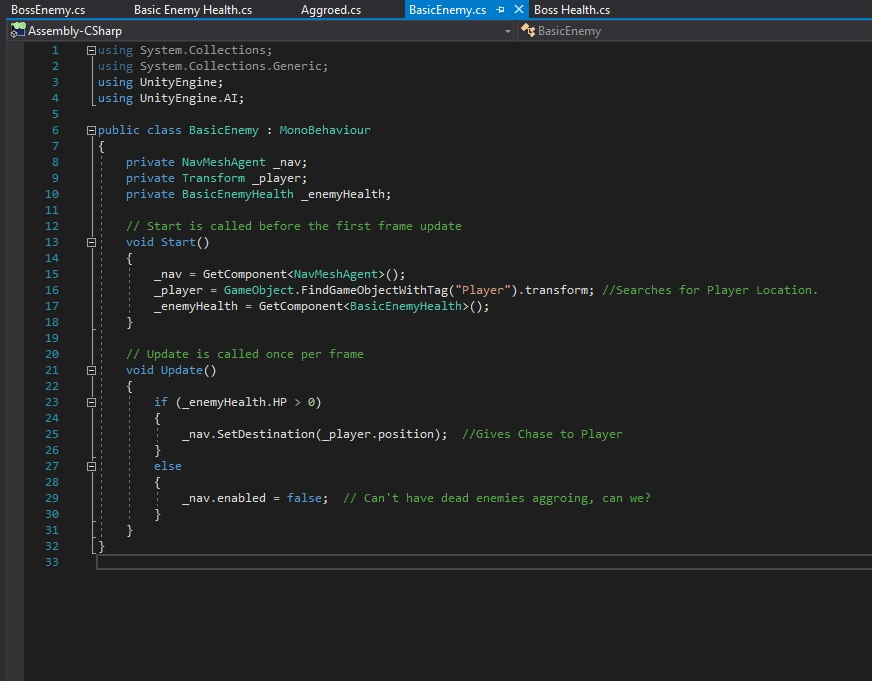 BossEnemy.cs Basic Enemy Health.cs Aggroed.cs BasicEnemy.cs Boss Health.cs
Assembly-CSharp BasicEnemy
1 using System.Collections;
2 using System.Collections.Generic;
3 using UnityEngine;
4 using UnityEngine.AI;
5
6 public class BasicEnemy : MonoBehaviour
7 {
8 private NavMeshAgent _nav;
9 private Transform _player;
10 private BasicEnemyHealth _enemyHealth;
11
12 // Start is called before the first frame update
13 void Start()
14 {
15 _nav = GetComponent<NavMeshAgent>();
16 _player = GameObject.FindGameObjectWithTag("Player").transform; //Searches for Player Location.
17 _enemyHealth = GetComponent<BasicEnemyHealth>();
18 }
19
20 // Update is called once per frame
21 void Update()
22 {
23 if (_enemyHealth.HP > 0)
24 {
25 _nav.SetDestination(_player.position); //Gives Chase to Player
26 }
27 else
28 {
29 _nav.enabled = false; // Can't have dead enemies aggroing, can we?
30 }
31 }
32 }
33